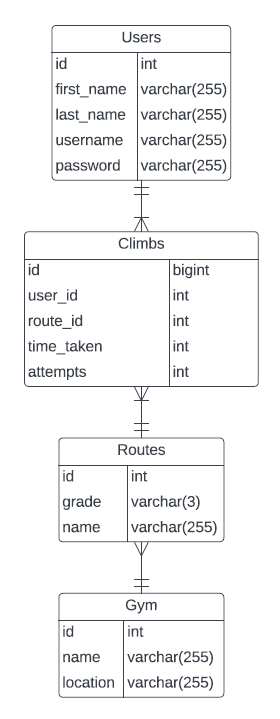 Users
id int
first_name varchar(255)
last_name varchar(255)
username varchar(255)
password varchar(255)
Climbs
id bigint
user_id int
route_id int
time_taken int
attempts int
Routes
id int
grade varchar(3)
name varchar(255)
Gym
id int
name varchar(255)
location varchar(255)